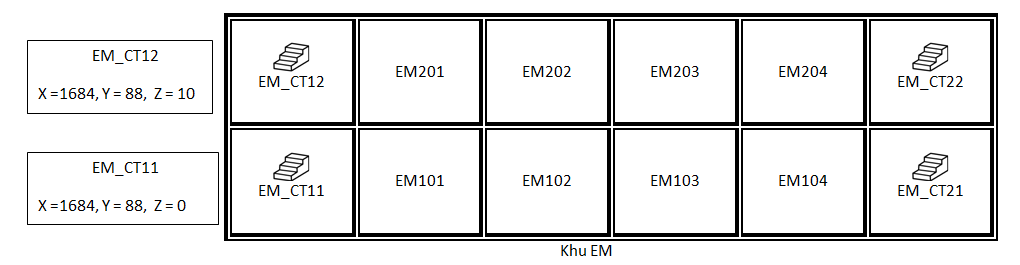 EM_CT12
X =1684, Y = 88,  Z = 10
EM_CT12
EM201
EM202
EM203
EM204
EM_CT22
EM_CT11
X =1684, Y = 88,  Z = 0
EM_CT11
EM101
EM102
EM103
EM104
EM_CT21
Khu EM